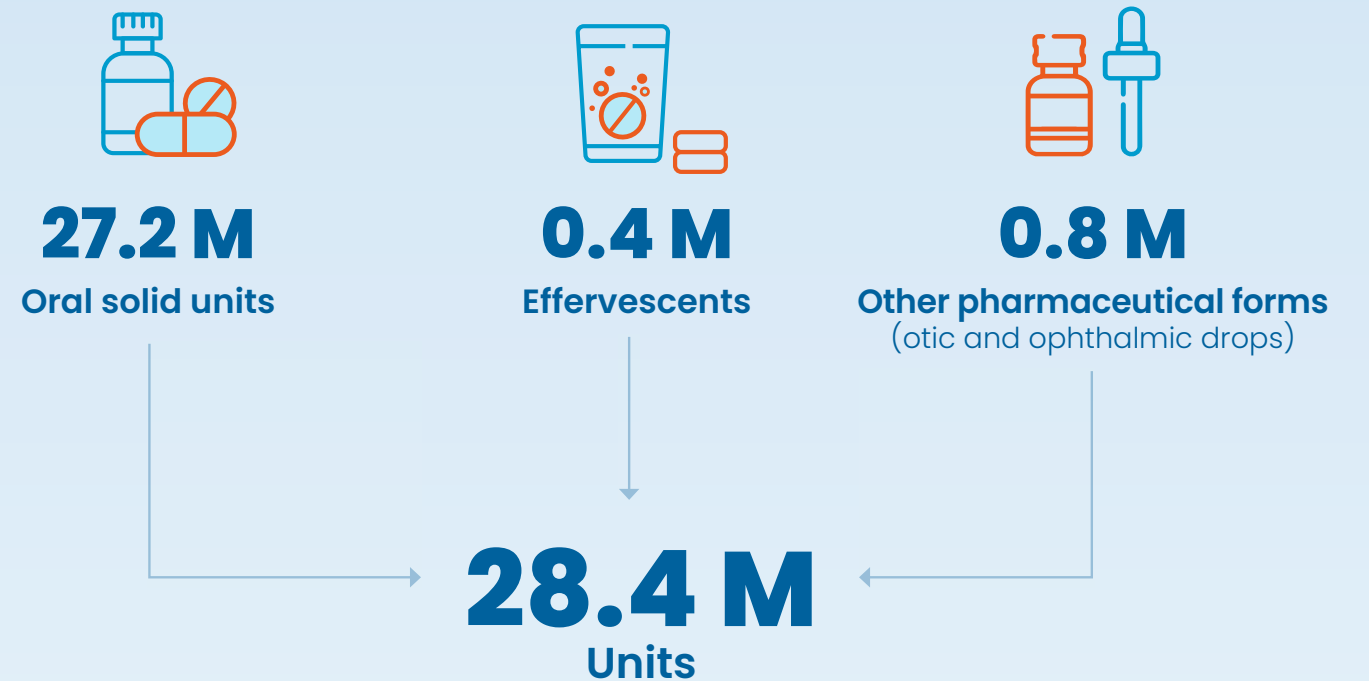 27.2 M
Oral solid units
0.4 M
Effervescents
0.8 M
Other pharmaceutical forms
(otic and ophthalmic drops)
28.4 M
Units